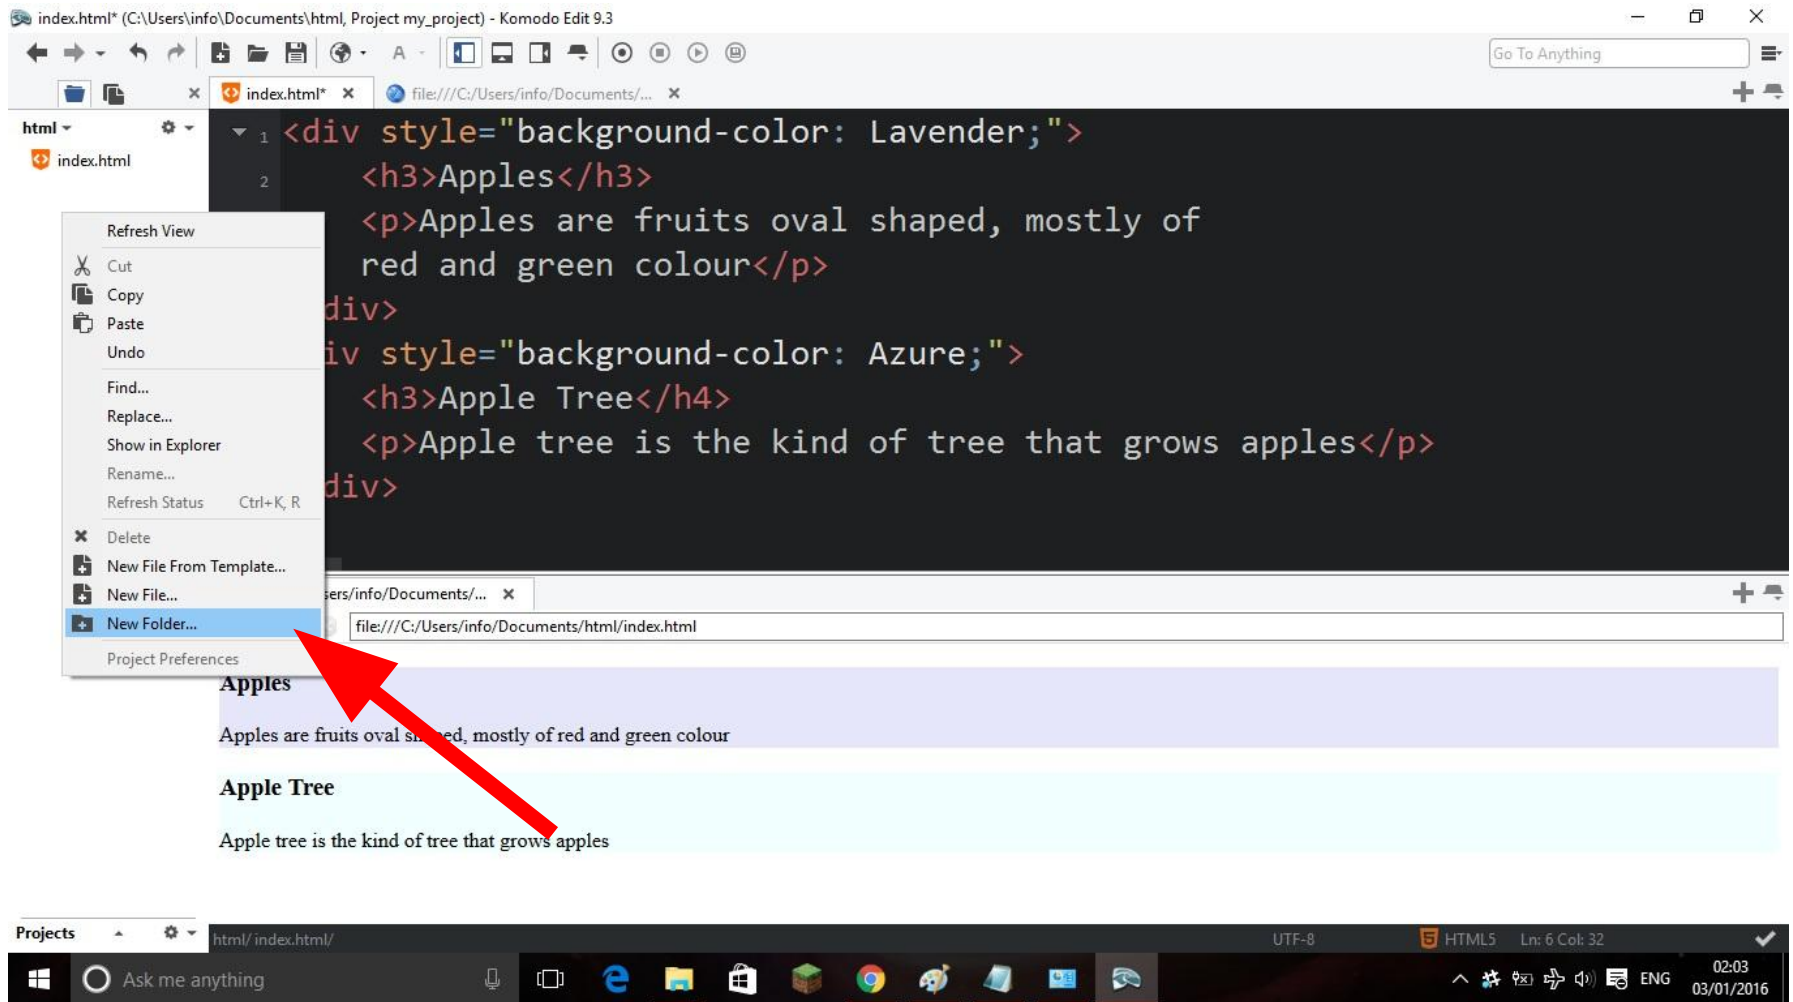 index.html* (C:\Users\info\Documents\html, Project my_project) - Komodo Edit 9.3
A
Go To Anything
index.html*
file:///C:/Users/info/Documents/...
html
index.html
1 <div style="background-color: Lavender;">
2 <h3>Apples</h3>
<p>Apples are fruits oval shaped, mostly of
red and green colour</p>
div>
iv style="background-color: Azure;">
<h3>Apple Tree</h4>
<p>Apple tree is the kind of tree that grows apples</p>
div>
Refresh View
Cut
Copy
Paste
Undo
Find...
Replace...
Show in Explorer
Rename...
Refresh Status Ctrl+K, R
Delete
New File From Template...
New File...
New Folder...
Project Preferences
sers/info/Documents/...
file:///C:/Users/info/Documents/html/index.html
Apples
Apples are fruits oval shaped, mostly of red and green colour
Apple Tree
Apple tree is the kind of tree that grows apples
Projects
html/index.html/
UTF-8
HTML5
Ln: 6 Col: 32
Ask me anything
ENG
02:03
03/01/2016